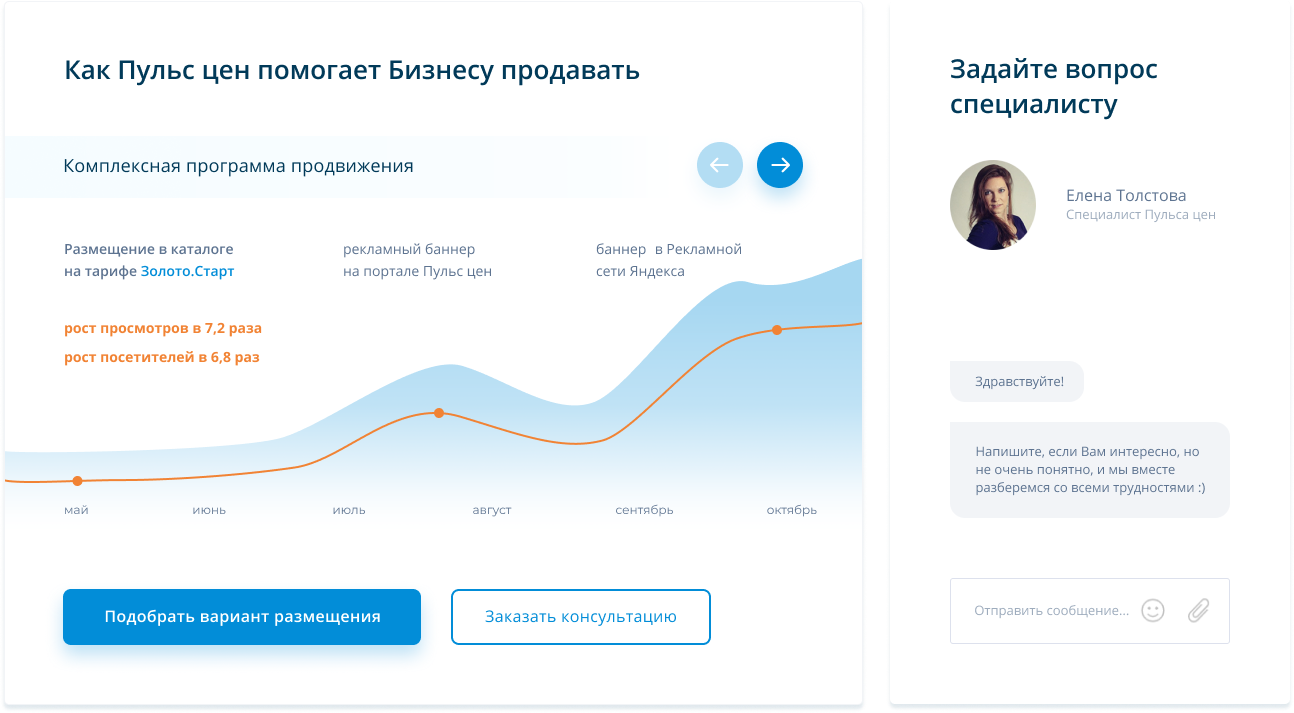 Как Пульс цен помогает Бизнесу продавать
Комплексная программа продвижения
Размещение в каталоге
на тарифе Золото.Старт
рекламный баннер
на портале Пульс цен
баннер в Рекламной
сети Яндекса
рост просмотров в 7,2 раза
рост посетителей в 6,8 раза
май июнь июль август сентябрь октябрь
Подобрать вариант размещения
Заказать консультацию
Задайте вопрос
специалисту
Елена Толстова
Специалист Пульса цен
Здравствуйте!
Напишите, если Вам интересно, но
не очень понятно, и мы вместе
разберемся со всеми трудностями :)
Отправить сообщение...